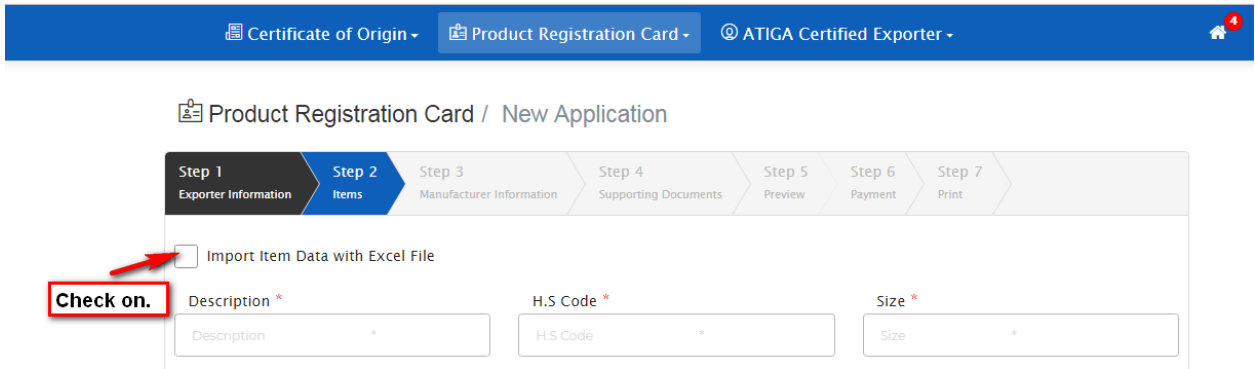 Certificate of Origin Product Registration Card ATIGA Certified Exporter 4
Product Registration Card / New Application
Step 1 Step 2 Step 3 Step 4 Step 5 Step 6 Step 7
Exporter Information Items Manufacturer Information Supporting Documents Preview Payment Print
Import Item Data with Excel File
Check on.
Description * H.S Code * Size *
Description * H.S Code * Size *